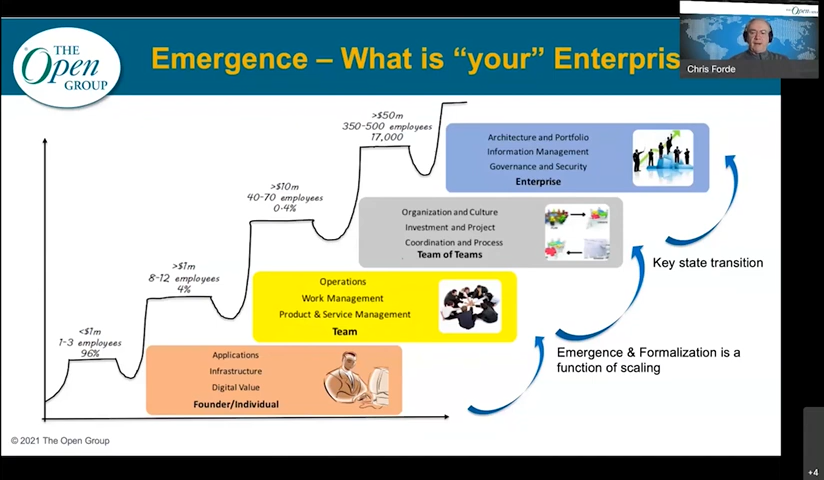 THE
Open
GROUP
Emergence – What is “your” Enterpris
the Open
Chris Forde
>$50m
350-500 employees
17,000
Architecture and Portfolio
Information Management
Governance and Security
Enterprise
>$10m
40-70 employees
0.4%
Organization and Culture
Investment and Project
Coordination and Process
Team of Teams
Key state transition
>$1m
8-12 employees
4%
Operations
Work Management
Product & Service Management
Team
<$1m
1-3 employees
96%
Applications
Infrastructure
Digital Value
Founder/Individual
Emergence & Formalization is a
function of scaling
© 2021 The Open Group
+4